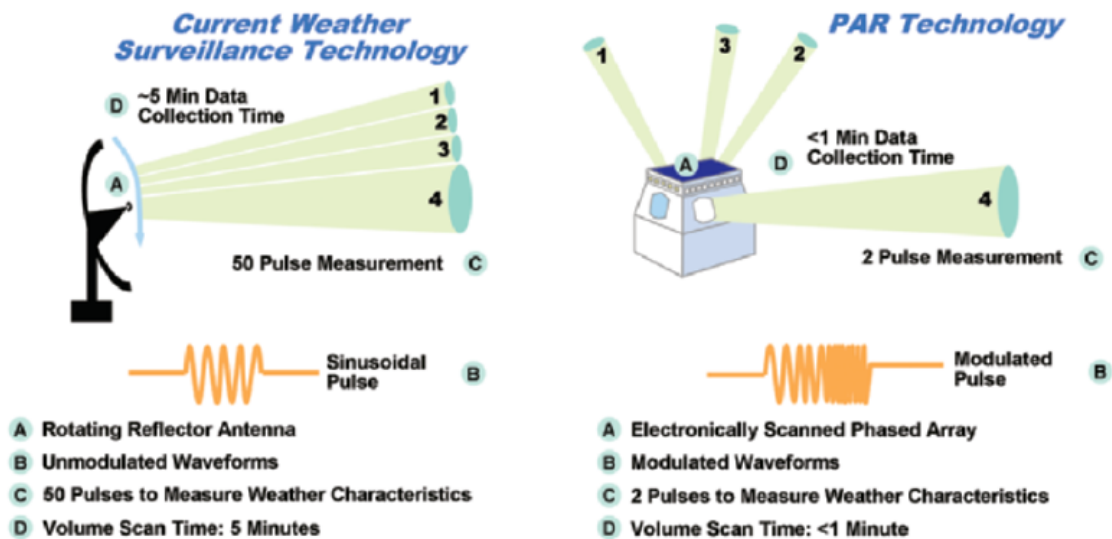 Current Weather
Surveillance Technology
D ~5 Min Data
Collection Time
1
2
3
4
A
50 Pulse Measurement C
Sinusoidal
Pulse
B
A Rotating Reflector Antenna
B Unmodulated Waveforms
C 50 Pulses to Measure Weather Characteristics
D Volume Scan Time: 5 Minutes
PAR Technology
1
3
2
A
D <1 Min Data
Collection Time
4
2 Pulse Measurement C
Modulated
Pulse
B
A Electronically Scanned Phased Array
B Modulated Waveforms
C 2 Pulses to Measure Weather Characteristics
D Volume Scan Time: <1 Minute